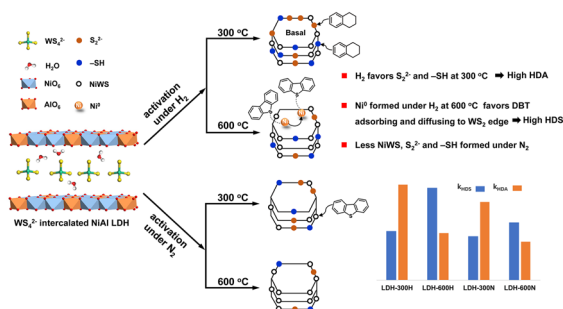 WS₄²⁻
S₂²⁻
H₂O
–SH
NiO₆
NiWS
AlO₆
Ni⁰
WS₄²⁻ intercalated NiAl LDH
activation
under H₂
activation
under N₂
300 °C
600 °C
300 °C
600 °C
Basal
S
S
Ni
Ni
S
H₂ favors S₂²⁻ and –SH at 300 °C ➡ High HDA
Ni⁰ formed under H₂ at 600 °C favors DBT
adsorbing and diffusing to WS₂ edge ➡ High HDS
Less NiWS, S₂²⁻ and –SH formed under N₂
k_HDS k_HDA
LDH-300H LDH-600H LDH-300N LDH-600N